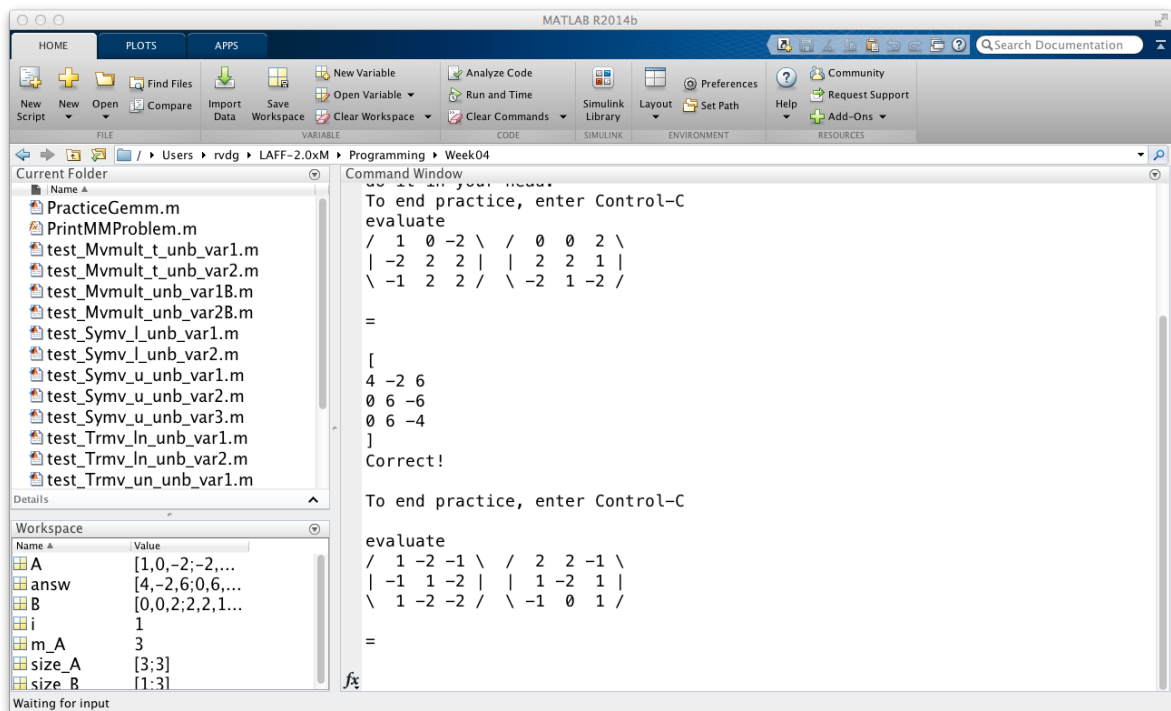 MATLAB R2014b
HOME PLOTS APPS
Search Documentation
New Script
New
Open
Find Files
Compare
Import Data
Save Workspace
New Variable
Open Variable
Clear Workspace
Analyze Code
Run and Time
Clear Commands
Simulink Library
Layout
Preferences
Set Path
Help
Community
Request Support
Add-Ons
FILE VARIABLE CODE SIMULINK ENVIRONMENT RESOURCES
/ Users rvdg LAFF-2.0xM Programming Week04
Current Folder
Name
PracticeGemm.m
PrintMMProblem.m
test_Mvmult_t_unb_var1.m
test_Mvmult_t_unb_var2.m
test_Mvmult_unb_var1B.m
test_Mvmult_unb_var2B.m
test_Symv_l_unb_var1.m
test_Symv_l_unb_var2.m
test_Symv_u_unb_var1.m
test_Symv_u_unb_var2.m
test_Symv_u_unb_var3.m
test_Trmv_ln_unb_var1.m
test_Trmv_ln_unb_var2.m
test_Trmv_un_unb_var1.m
Details
Workspace
Name Value
A [1,0,-2;-2,...
answ [4,-2,6;0,6,...
B [0,0,2;2,2,1...
i 1
m_A 3
size_A [3;3]
size_B [1;3]
Command Window
do it in your head.
To end practice, enter Control-C
evaluate
/  1  0 -2 \  /  0  0  2 \
| -2  2  2 |  |  2  2  1 |
\ -1  2  2 /  \ -2  1 -2 /
=
[
4 -2 6
0 6 -6
0 6 -4
]
Correct!
To end practice, enter Control-C
evaluate
/  1 -2 -1 \  /  2  2 -1 \
| -1  1 -2 |  |  1 -2  1 |
\  1 -2 -2 /  \ -1  0  1 /
=
fx
Waiting for input